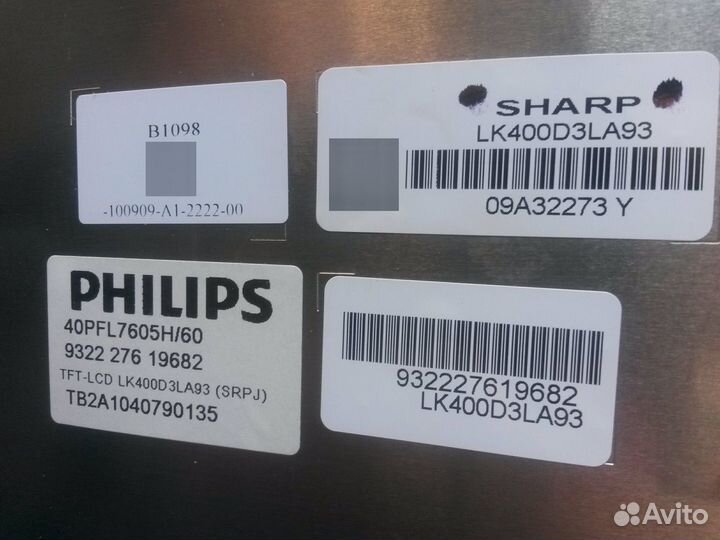 B1098
-100909-A1-2222-00
SHARP
LK400D3LA93
09A32273 Y
PHILIPS
40PFL7605H/60
9322 276 19682
TFT-LCD LK400D3LA93 (SRPJ)
TB2A1040790135
932227619682
LK400D3LA93
Avito